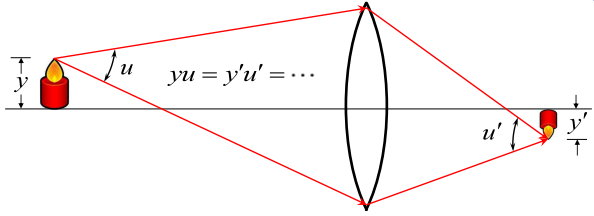 y
u
yu = y′u′ = ⋯
u′
y′